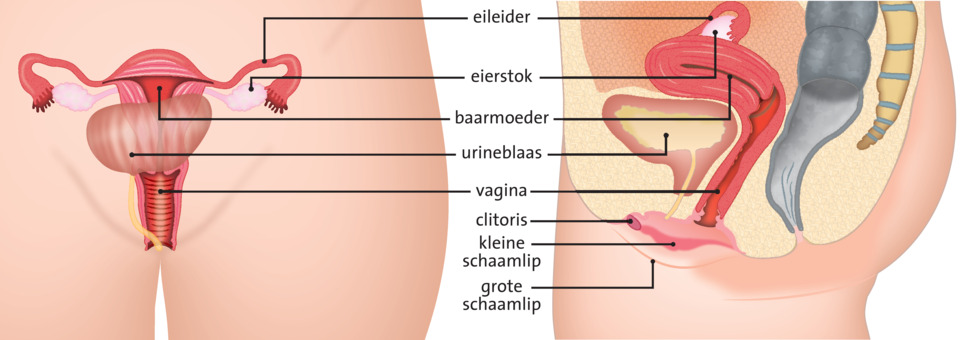 eileider
eierstok
baarmoeder
urineblaas
vagina
clitoris
kleine
schaamlip
grote
schaamlip